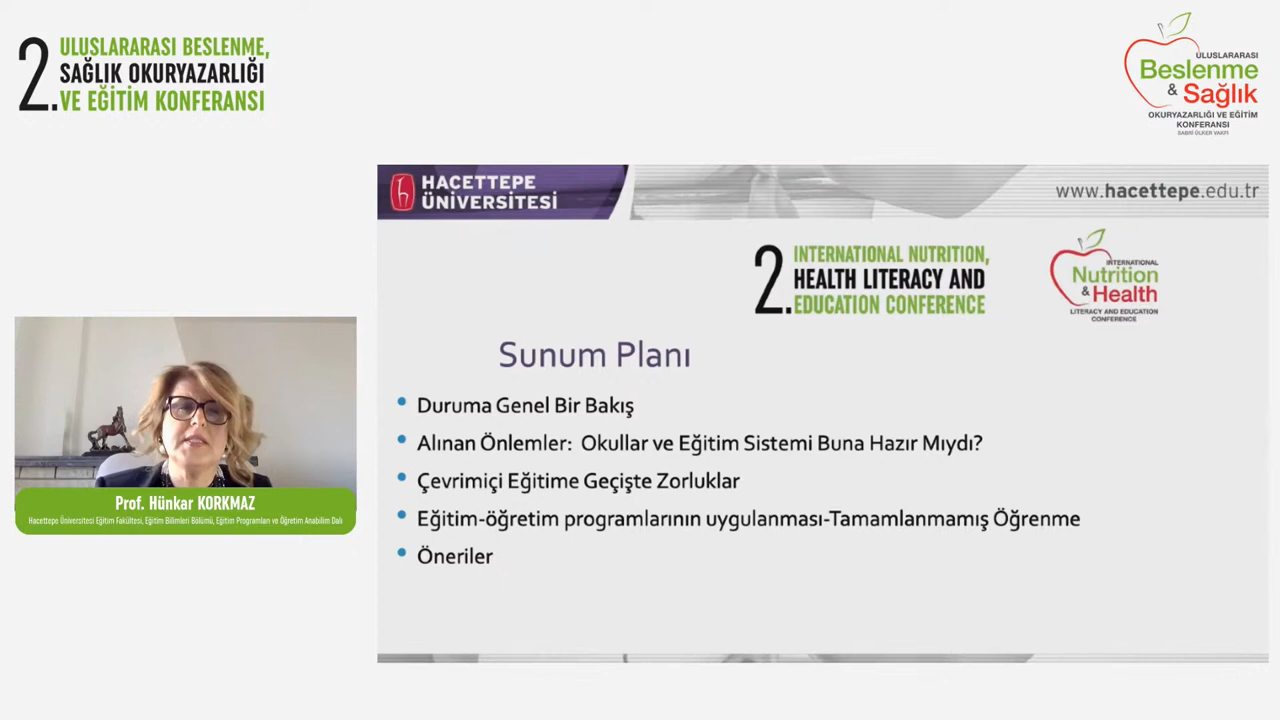 2.
ULUSLARARASI BESLENME,
SAĞLIK OKURYAZARLIĞI
VE EĞİTİM KONFERANSI
ULUSLARARASI
Beslenme
& Sağlık
OKURYAZARLIĞI VE EĞİTİM
KONFERANSI
SABRİ ÜLKER VAKFI
HACETTEPE
ÜNİVERSİTESİ
www.hacettepe.edu.tr
2.
INTERNATIONAL NUTRITION,
HEALTH LITERACY AND
EDUCATION CONFERENCE
INTERNATIONAL
Nutrition
& Health
LITERACY AND EDUCATION
CONFERENCE
Sunum Planı
• Duruma Genel Bir Bakış
• Alınan Önlemler: Okullar ve Eğitim Sistemi Buna Hazır Mıydı?
• Çevrimiçi Eğitime Geçişte Zorluklar
• Eğitim-öğretim programlarının uygulanması-Tamamlanmamış Öğrenme
• Öneriler
Prof. Hünkar KORKMAZ
Hacettepe Üniversitesi Eğitim Fakültesi, Eğitim Bilimleri Bölümü, Eğitim Programları ve Öğretim Anabilim Dalı